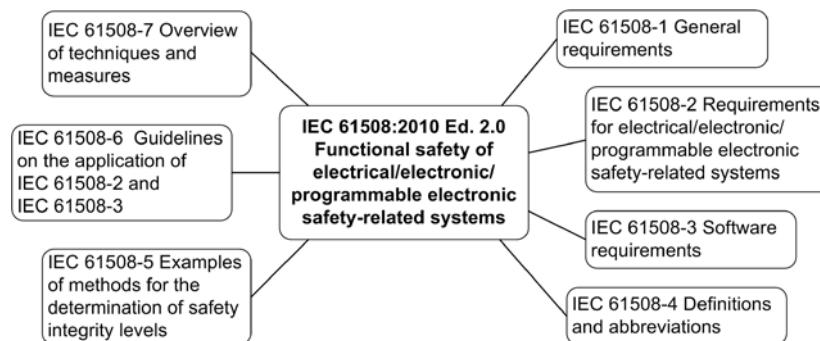 IEC 61508-7 Overview
of techniques and
measures
IEC 61508-1 General
requirements
IEC 61508:2010 Ed. 2.0
Functional safety of
electrical/electronic/
programmable electronic
safety-related systems
IEC 61508-2 Requirements
for electrical/electronic/
programmable electronic
safety-related systems
IEC 61508-6 Guidelines
on the application of
IEC 61508-2 and
IEC 61508-3
IEC 61508-3 Software
requirements
IEC 61508-5 Examples
of methods for the
determination of safety
integrity levels
IEC 61508-4 Definitions
and abbreviations